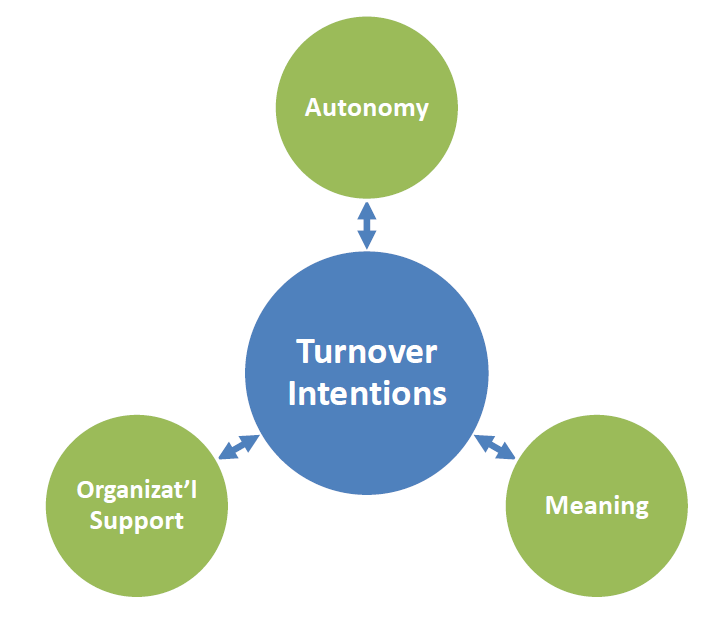 Autonomy
Turnover
Intentions
Organizat'l
Support
Meaning